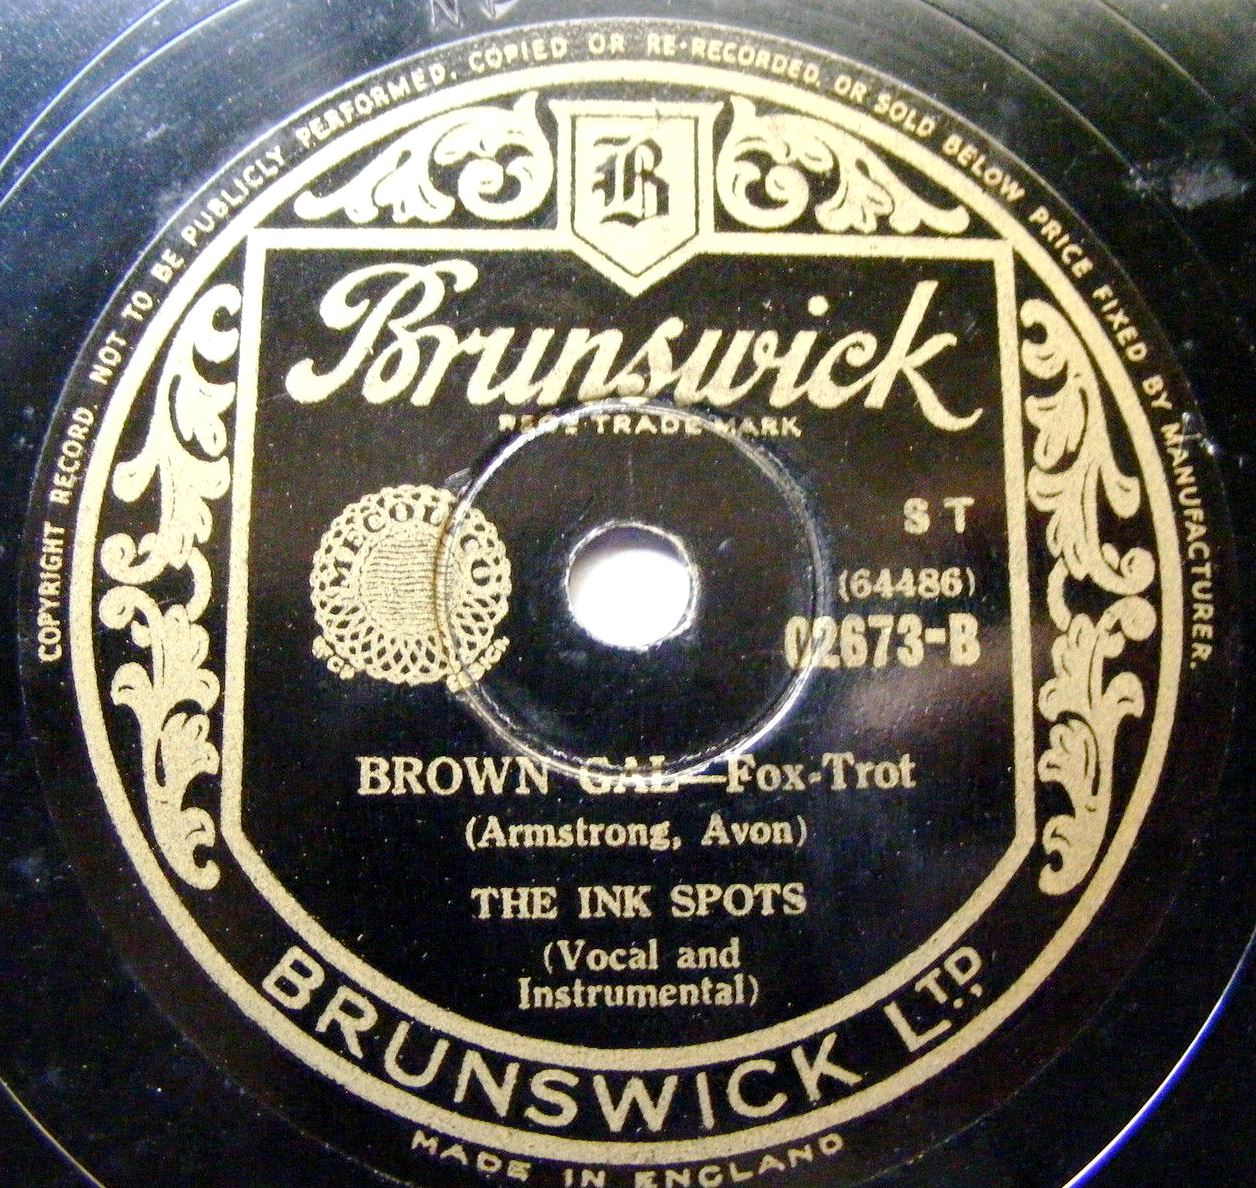 COPYRIGHT RECORD. NOT TO BE PUBLICLY PERFORMED, COPIED OR RE-RECORDED, OR SOLD BELOW PRICE FIXED BY MANUFACTURER.
B
Brunswick
REGD. TRADE MARK
MECOLICO
S T
(64486)
02673-B
BROWN GAL—Fox-Trot
(Armstrong, Avon)
THE INK SPOTS
(Vocal and
Instrumental)
BRUNSWICK LTD.,
MADE IN ENGLAND